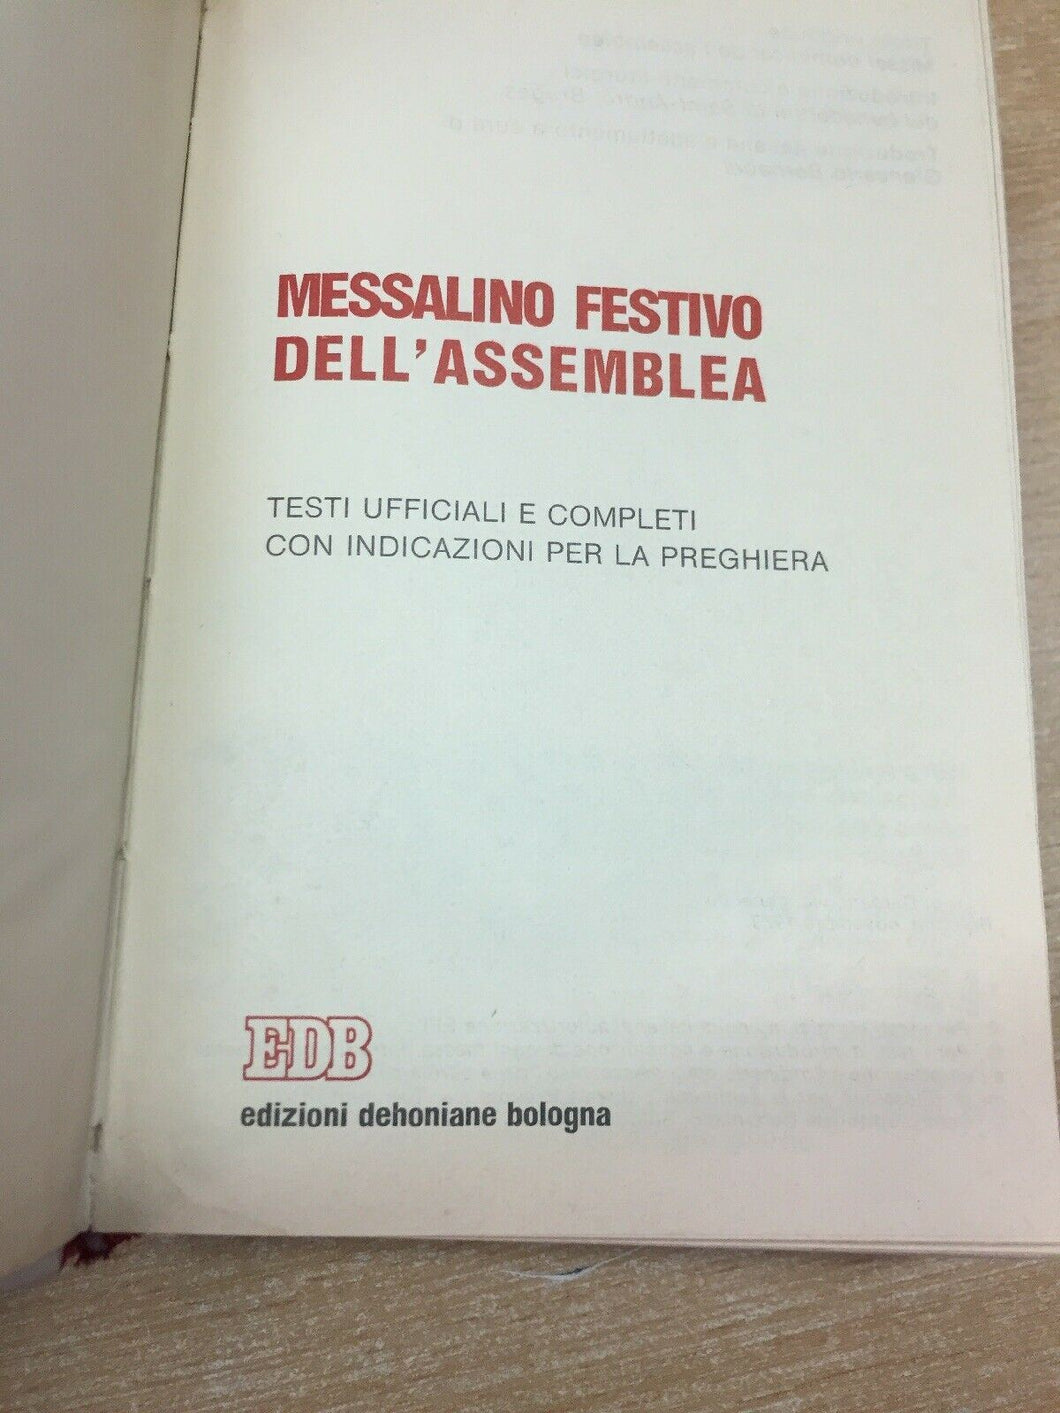 MESSALINO FESTIVO
DELL'ASSEMBLEA
TESTI UFFICIALI E COMPLETI
CON INDICAZIONI PER LA PREGHIERA
EDB
edizioni dehoniane bologna